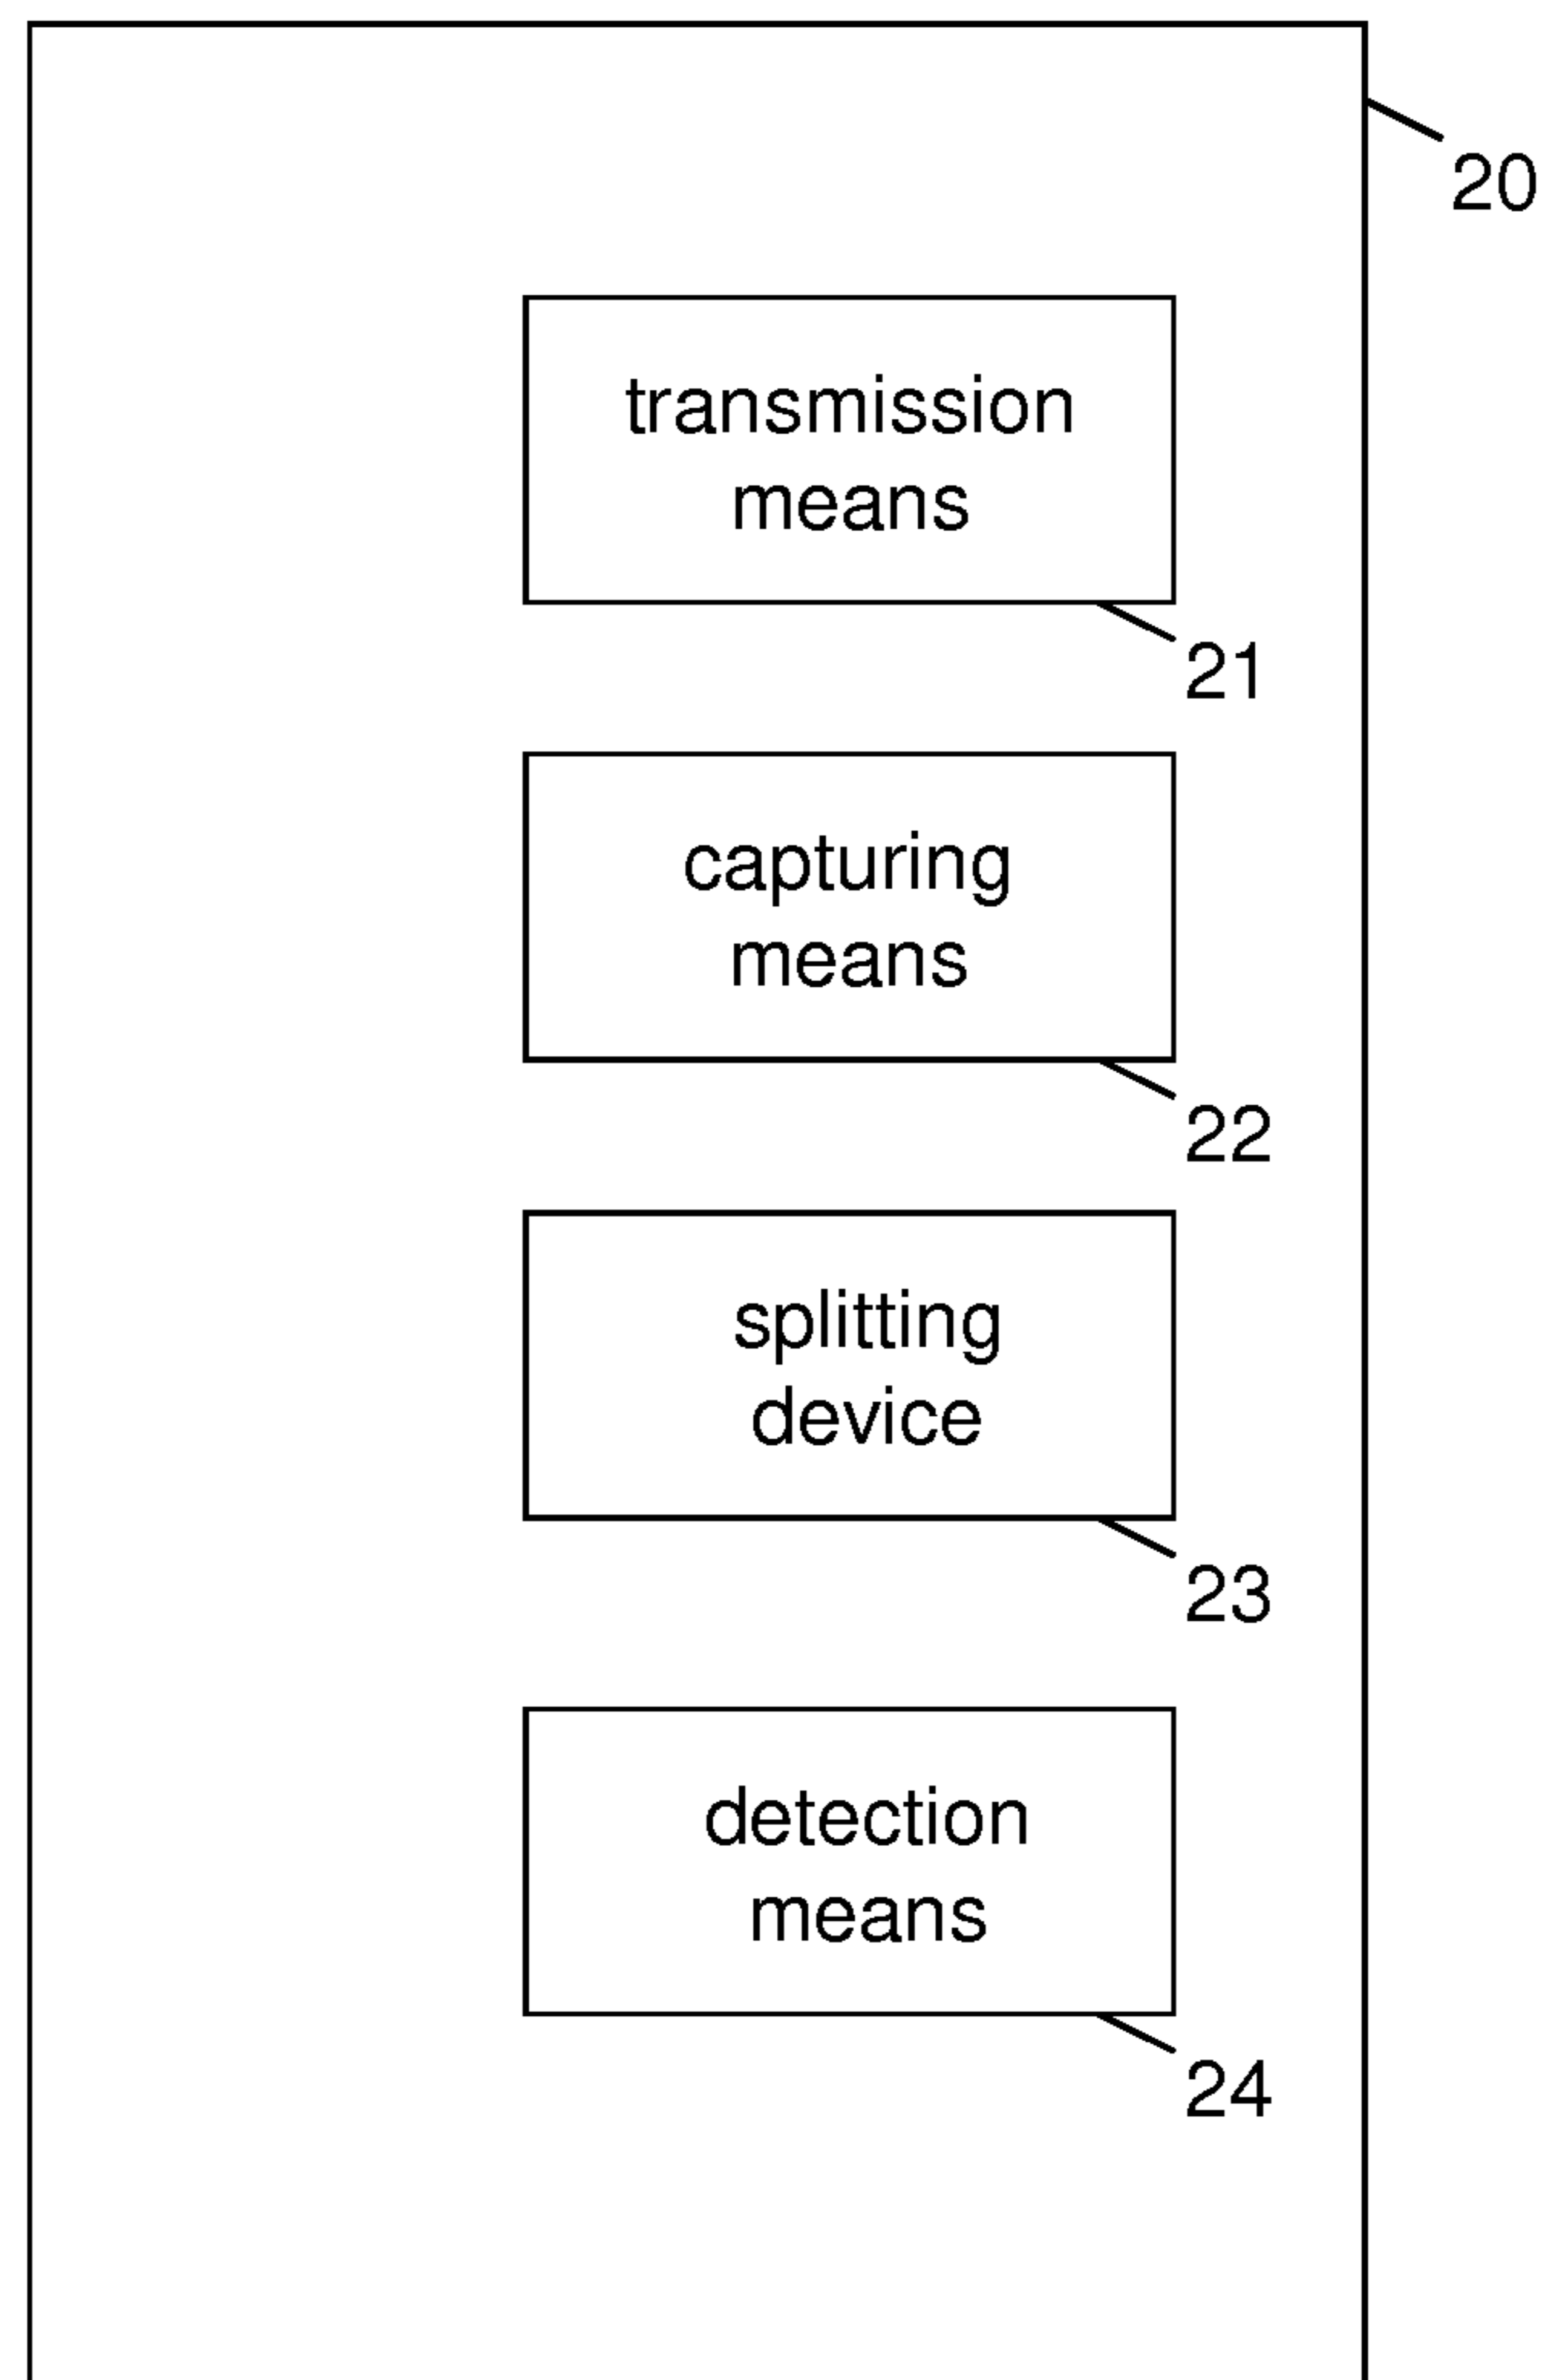 20
transmission
means
21
capturing
means
22
splitting
device
23
detection
means
24